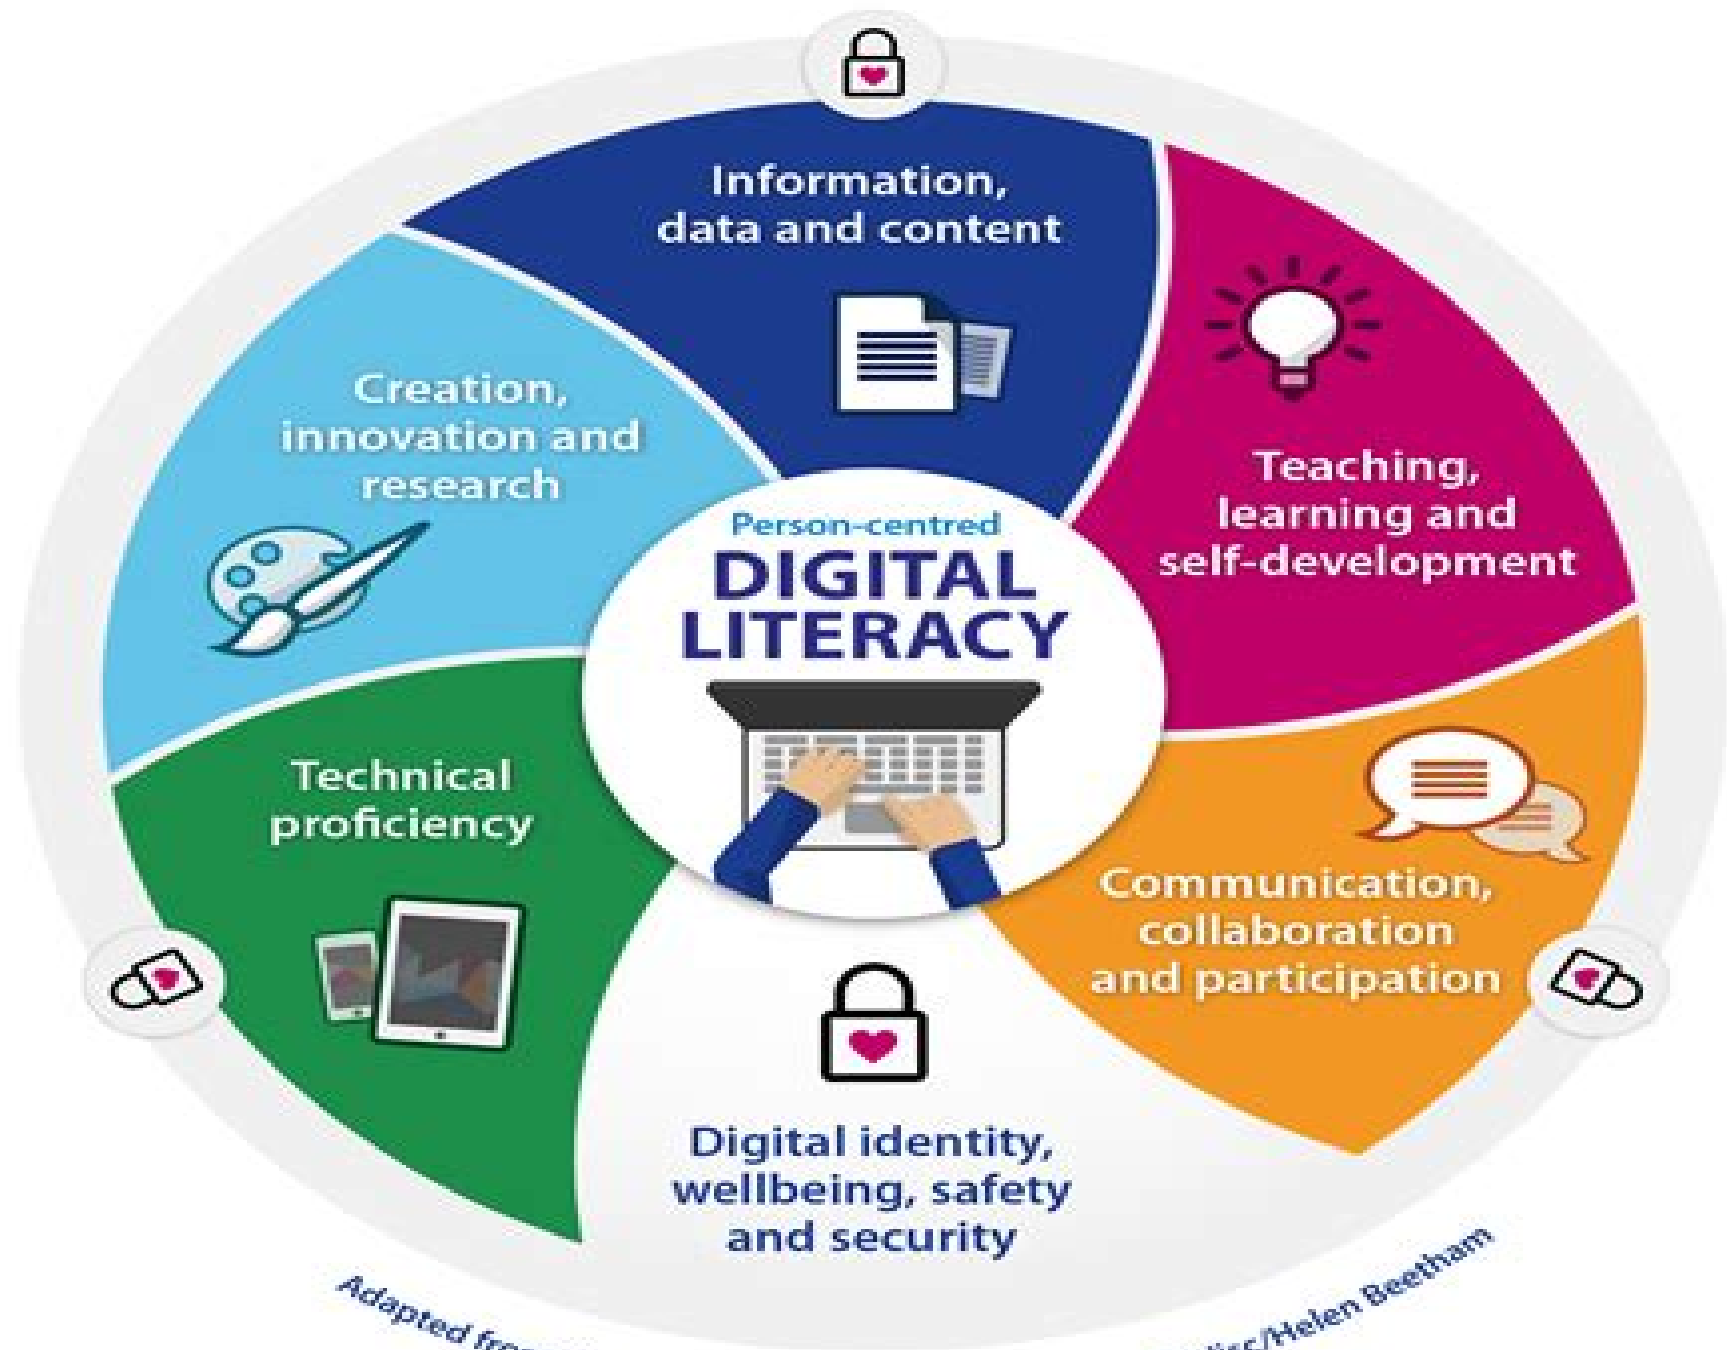 Information,
data and content
Teaching,
learning and
self-development
Communication,
collaboration
and participation
Digital identity,
wellbeing, safety
and security
Technical
proficiency
Creation,
innovation and
research
Person-centred
DIGITAL
LITERACY
Adapted
/Helen Beetham